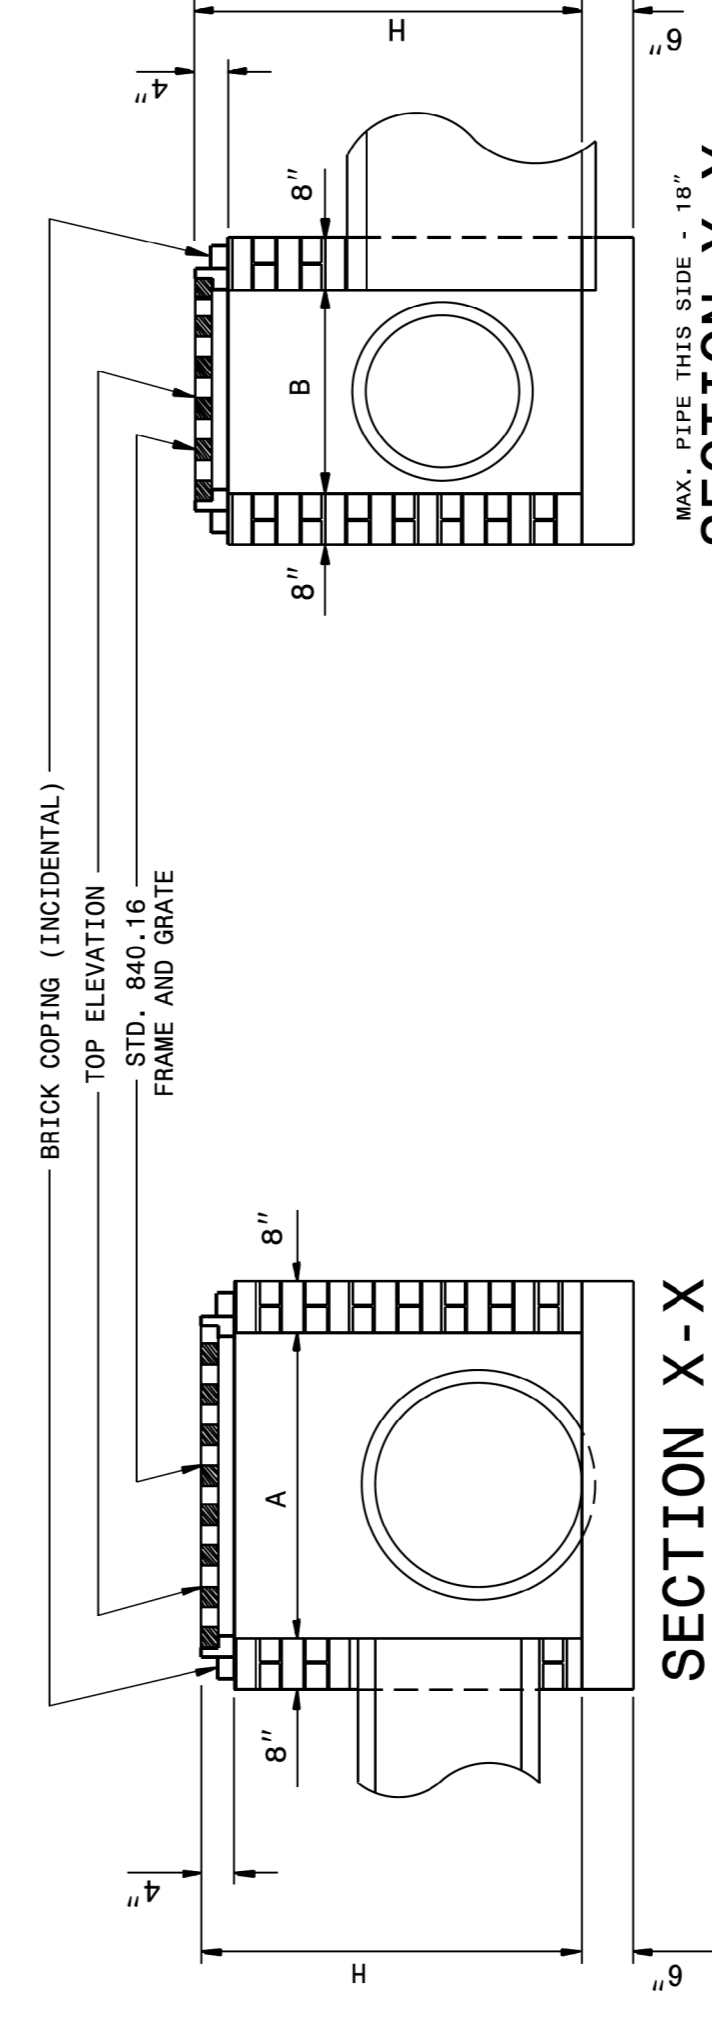 BRICK COPING (INCIDENTAL)
TOP ELEVATION
STD. 840.16
FRAME AND GRATE
4"
4"
8"
A
8"
8"
B
8"
H
H
6"
6"
SECTION X-X
MAX. PIPE THIS SIDE - 18"
SECTION Y-Y